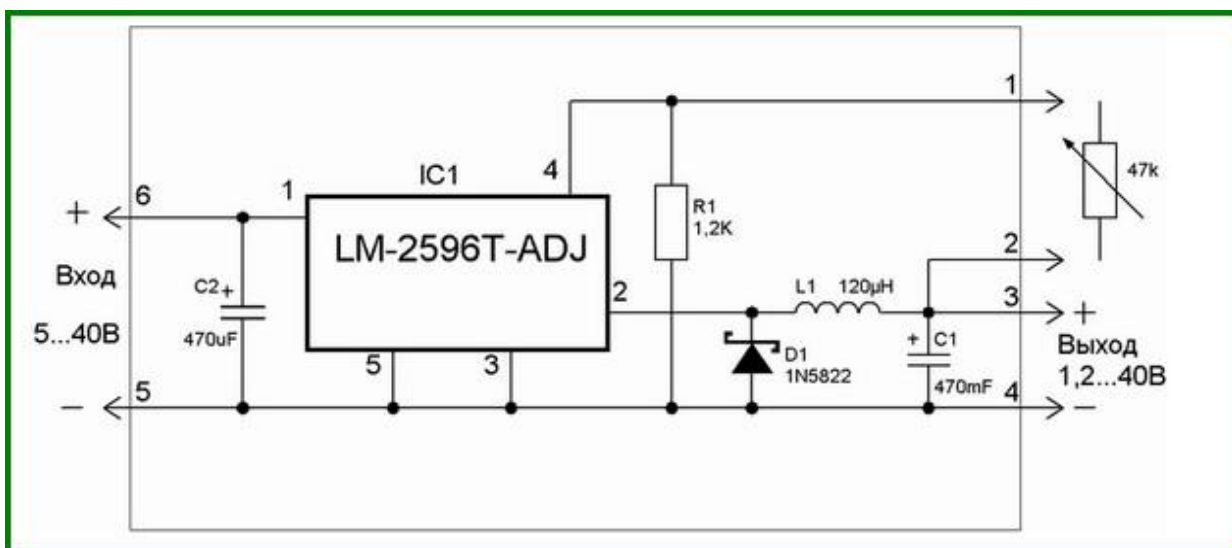 1
4
IC1
1
6
+
LM-2596T-ADJ
R1
1,2K
47k
Вход
C2
+
470uF
5...40В
2
L1
120µH
2
3
+
D1
1N5822
+
C1
470mF
Выход
1,2...40В
5
3
5
−
4
−